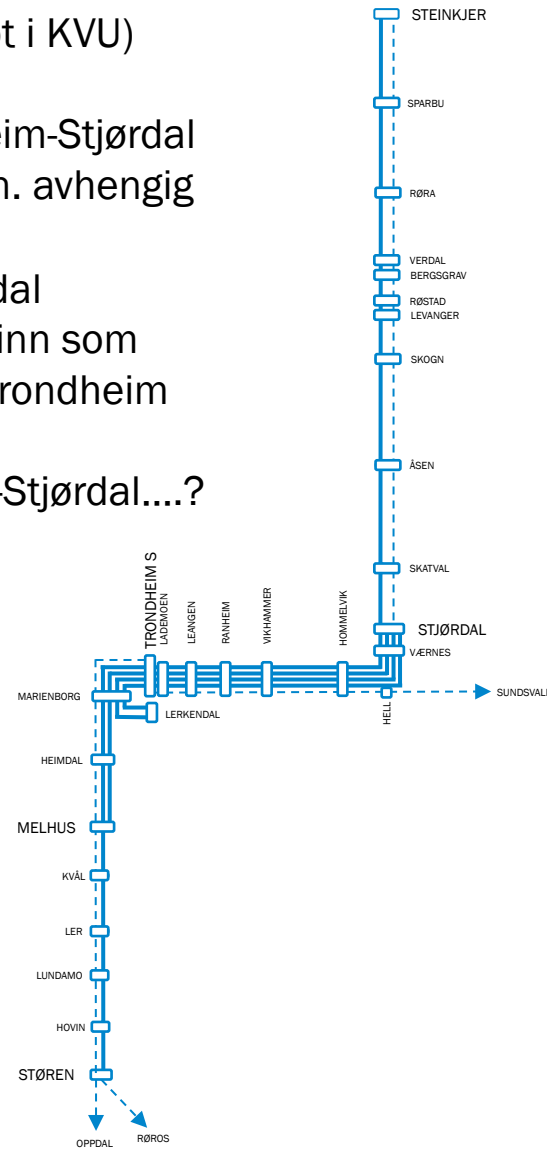 t i KVU)
eim-Stjørdal
n. avhengig
dal
inn som
rondheim
-Stjørdal....?
STEINKJER
SPARBU
RØRA
VERDAL
BERGSGRAV
RØSTAD
LEVANGER
SKOGN
ÅSEN
SKATVAL
STJØRDAL
VÆRNES
TRONDHEIM S
LADEMOEN
LEANGEN
RANHEIM
VIKHAMMER
HOMMELVIK
HELL
SUNDSVALL
MARIENBORG
LERKENDAL
HEIMDAL
MELHUS
KVÅL
LER
LUNDAMO
HOVIN
STØREN
OPPDAL
RØROS